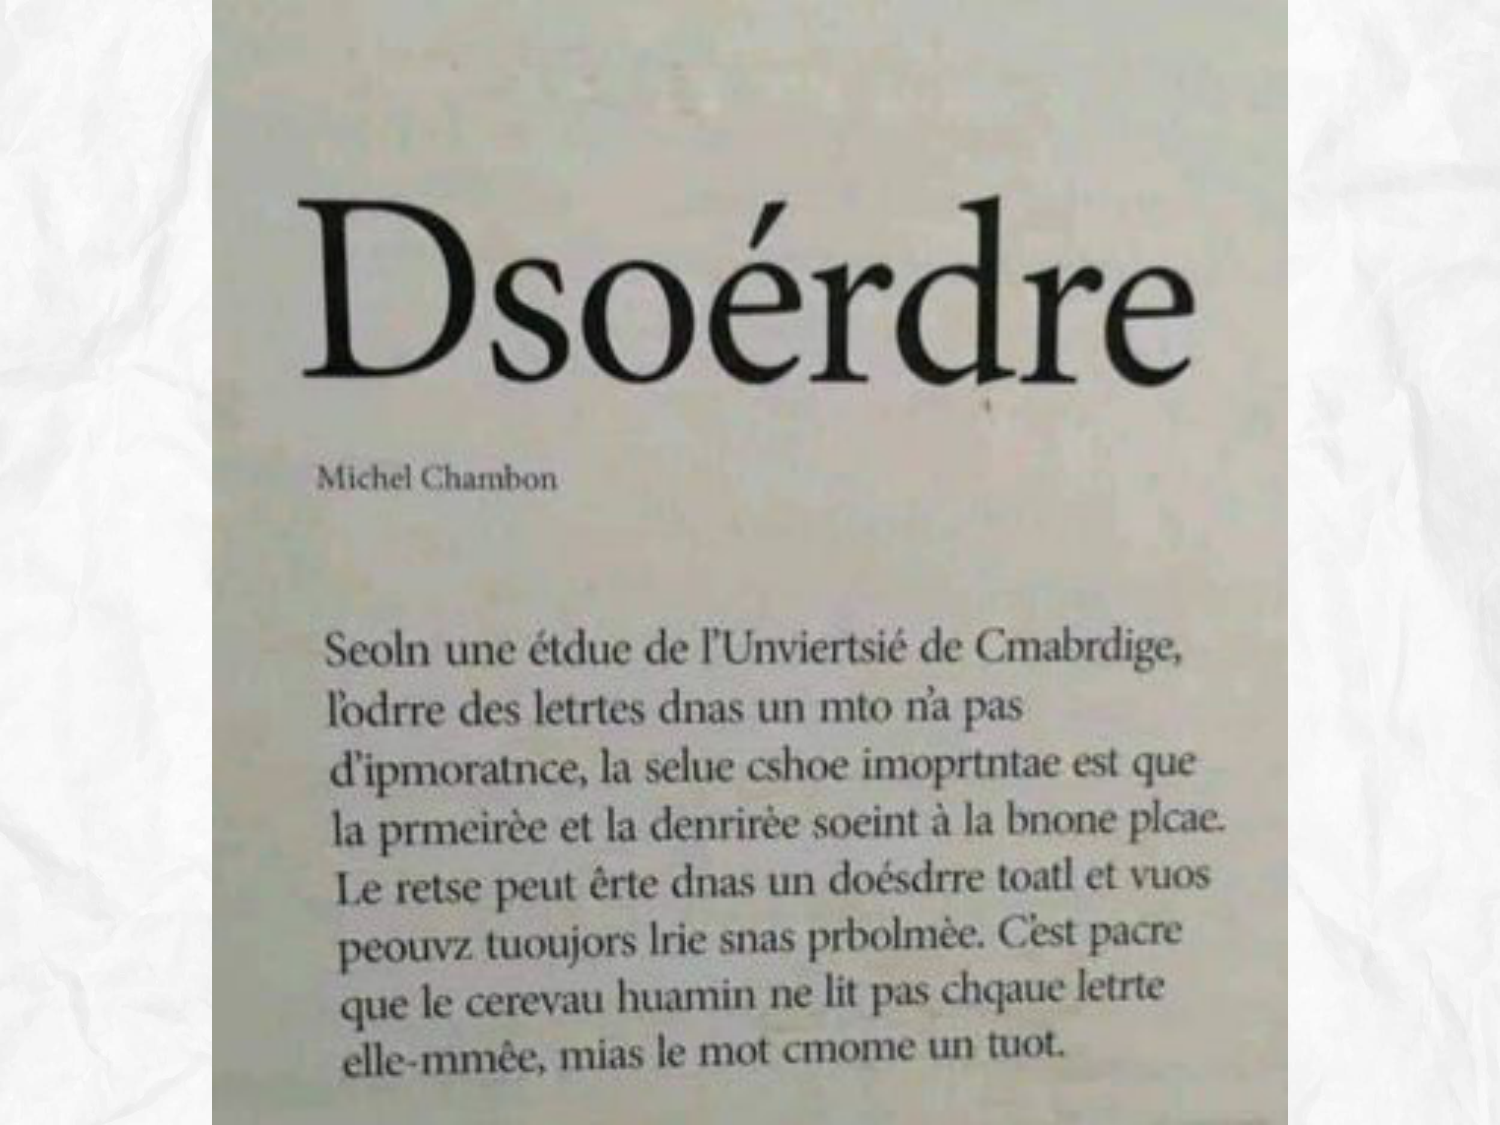 Dsoérdre
Michel Chambon
Seoln une étdue de l'Unviertsié de Cmabrdige,
l'odrre des letrtes dnas un mto n'a pas
d'ipmoratnce, la selue cshoe imoprtntae est que
la prmeirèe et la denrirèe soeint à la bnone plcae.
Le retse peut êrte dnas un doésdrre toatl et vuos
peouvz tuoujors lrie snas prbolmèe. C'est pacre
que le cerevau huamin ne lit pas chqaue letrte
elle-mmêe, mias le mot cmome un tuot.